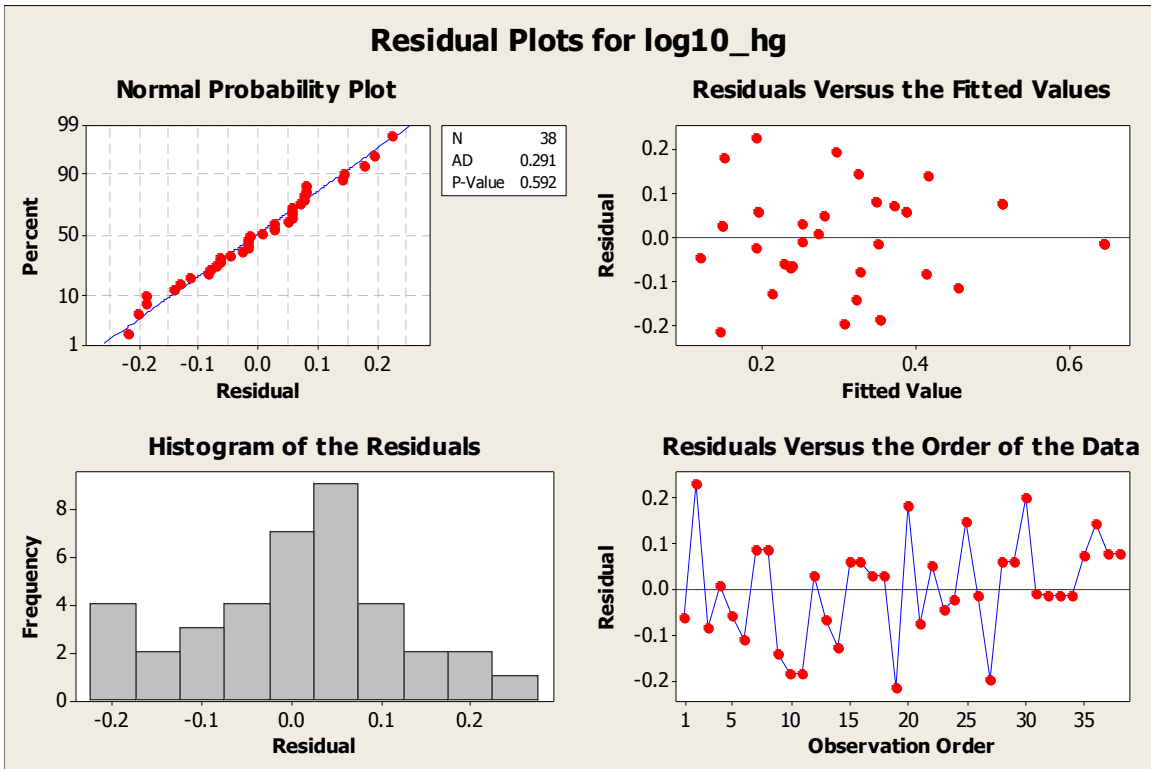 Residual Plots for log10_hg
Normal Probability Plot
99
90
50
10
1
Percent
-0.2 -0.1 0.0 0.1 0.2
Residual
N 38
AD 0.291
P-Value 0.592
Residuals Versus the Fitted Values
0.2
0.1
0.0
-0.1
-0.2
Residual
0.2 0.4 0.6
Fitted Value
Histogram of the Residuals
8
6
4
2
0
Frequency
-0.2 -0.1 0.0 0.1 0.2
Residual
Residuals Versus the Order of the Data
0.2
0.1
0.0
-0.1
-0.2
Residual
1 5 10 15 20 25 30 35
Observation Order